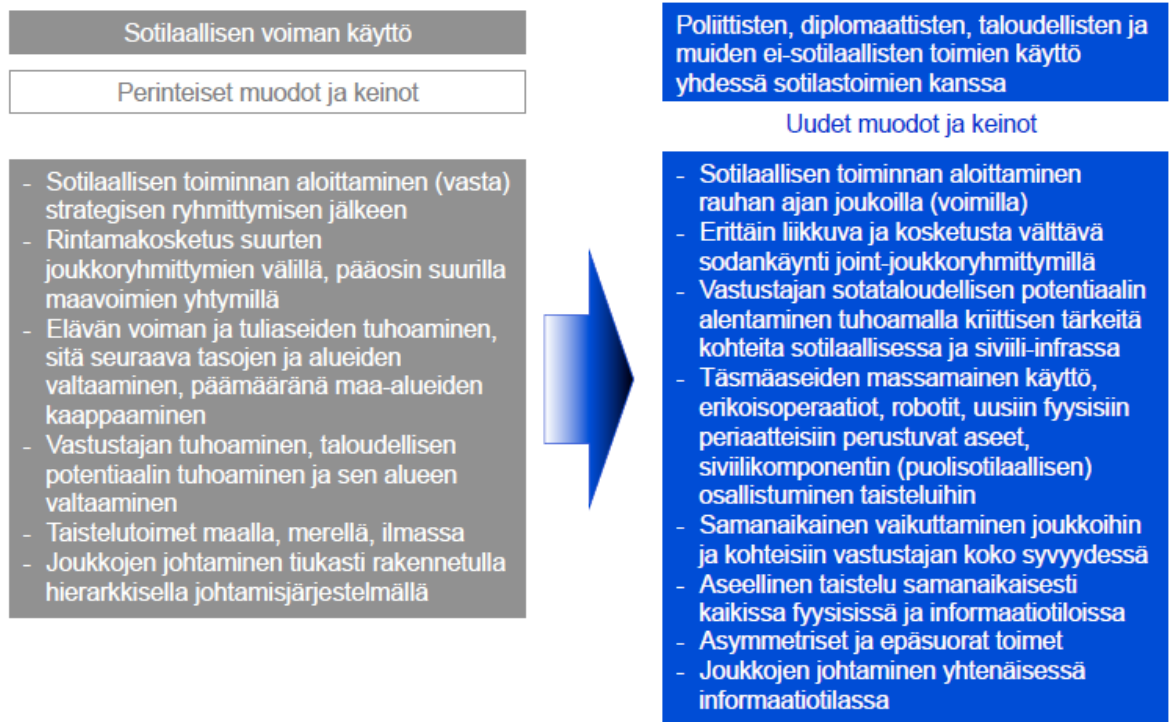 Sotilaallisen voiman käyttö
Perinteiset muodot ja keinot
- Sotilaallisen toiminnan aloittaminen (vasta)
strategisen ryhmittymisen jälkeen
- Rintamakosketus suurten
joukkoryhmittymien välillä, pääosin suurilla
maavoimien yhtymillä
- Elävän voiman ja tuliaseiden tuhoaminen,
sitä seuraava tasojen ja alueiden
valtaaminen, päämääränä maa-alueiden
kaappaaminen
- Vastustajan tuhoaminen, taloudellisen
potentiaalin tuhoaminen ja sen alueen
valtaaminen
- Taistelutoimet maalla, merellä, ilmassa
- Joukkojen johtaminen tiukasti rakennetulla
hierarkkisella johtamisjärjestelmällä
Poliittisten, diplomaattisten, taloudellisten ja
muiden ei-sotilaallisten toimien käyttö
yhdessä sotilastoimien kanssa
Uudet muodot ja keinot
- Sotilaallisen toiminnan aloittaminen
rauhan ajan joukoilla (voimilla)
- Erittäin liikkuva ja kosketusta välttävä
sodankäynti joint-joukkoryhmittymillä
- Vastustajan sotataloudellisen potentiaalin
alentaminen tuhoamalla kriittisen tärkeitä
kohteita sotilaallisessa ja siviili-infrassa
- Täsmäaseiden massamainen käyttö,
erikoisoperaatiot, robotit, uusiin fyysisiin
periaatteisiin perustuvat aseet,
siviilikomponentin (puolisotilaallisen)
osallistuminen taisteluihin
- Samanaikainen vaikuttaminen joukkoihin
ja kohteisiin vastustajan koko syvyydessä
- Aseellinen taistelu samanaikaisesti
kaikissa fyysisissä ja informaatiotiloissa
- Asymmetriset ja epäsuorat toimet
- Joukkojen johtaminen yhtenäisessä
informaatiotilassa